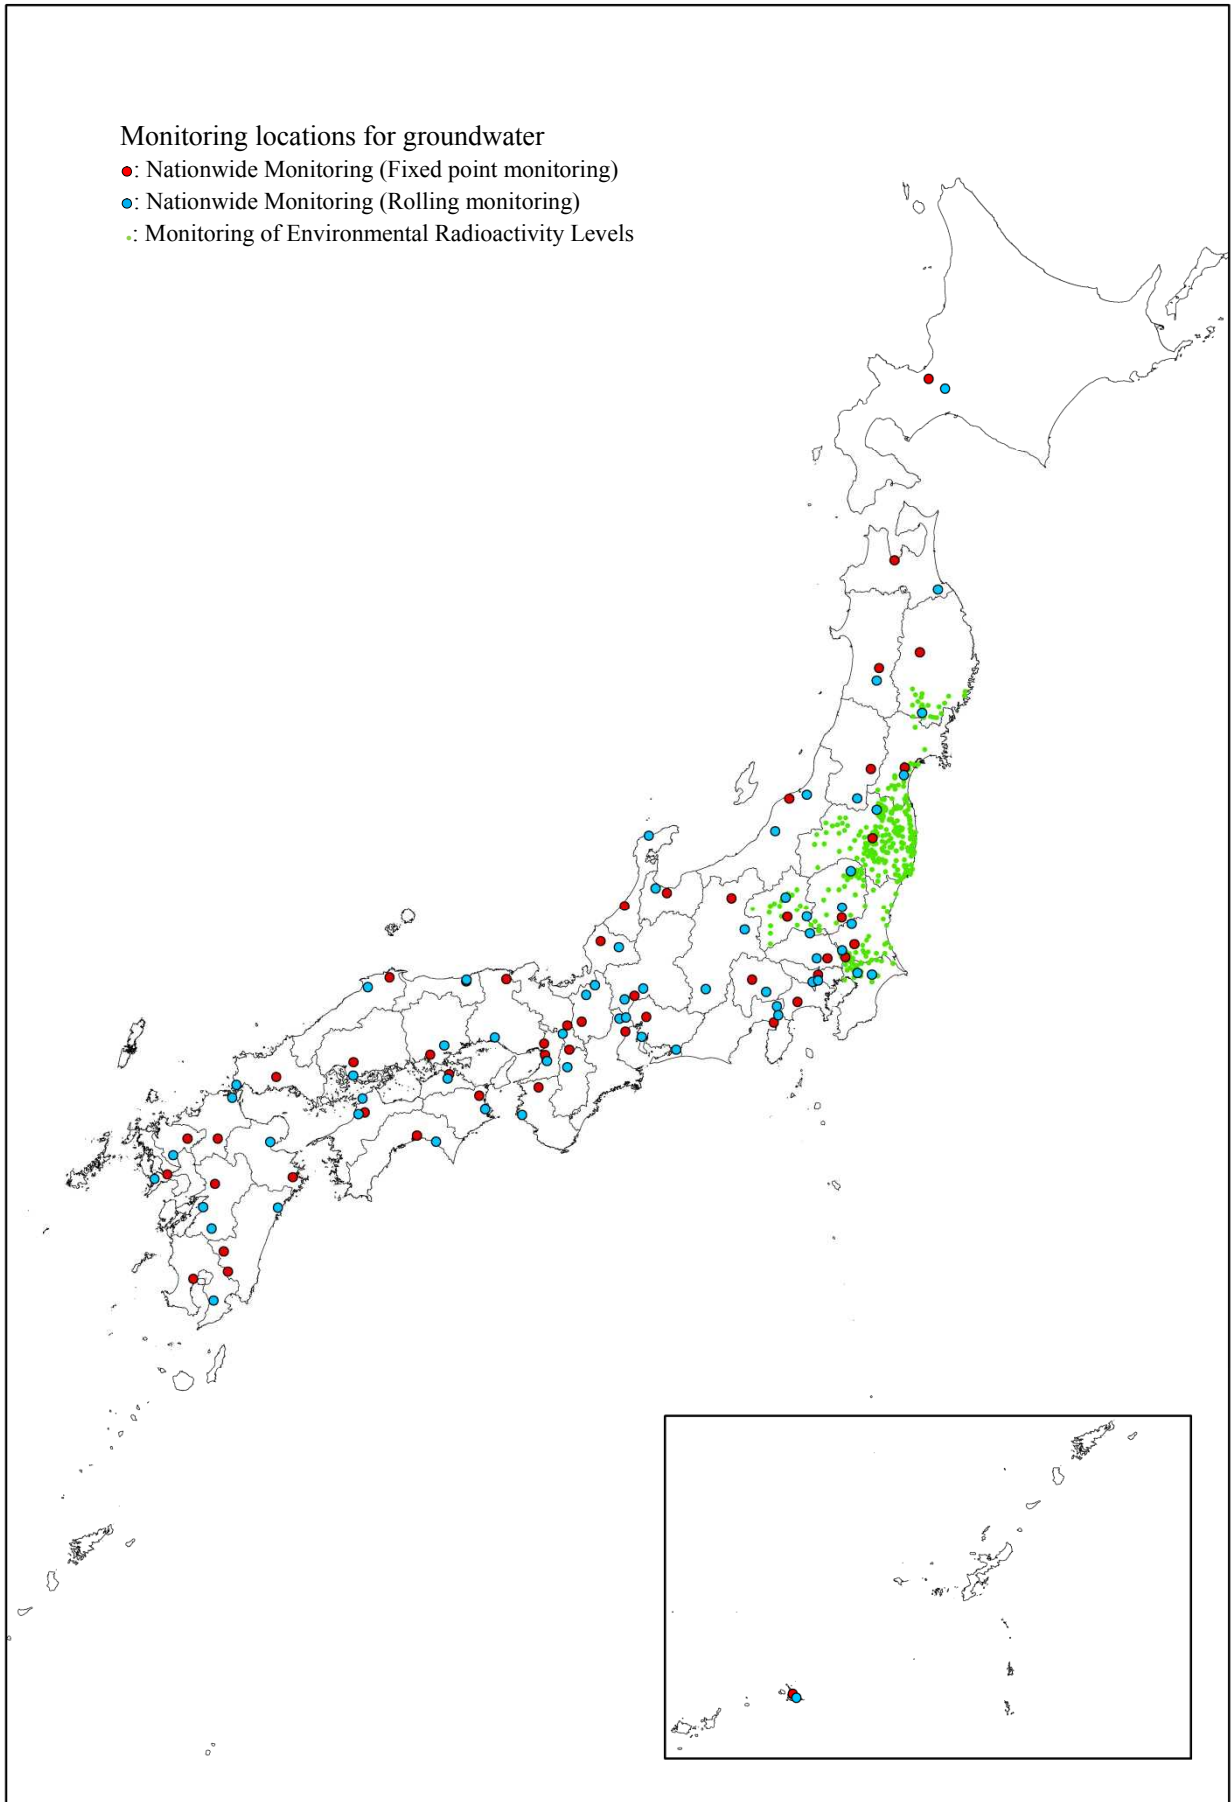 Monitoring locations for groundwater
●: Nationwide Monitoring (Fixed point monitoring)
●: Nationwide Monitoring (Rolling monitoring)
●: Monitoring of Environmental Radioactivity Levels